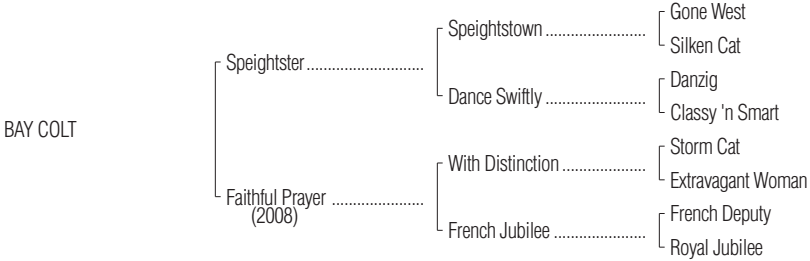 Gone West
Speightstown ........................
Silken Cat
Speightster ............................
Danzig
Dance Swiftly ........................
Classy 'n Smart
BAY COLT
Storm Cat
With Distinction ....................
Extravagant Woman
Faithful Prayer ......................
(2008)
French Deputy
French Jubilee ......................
Royal Jubilee